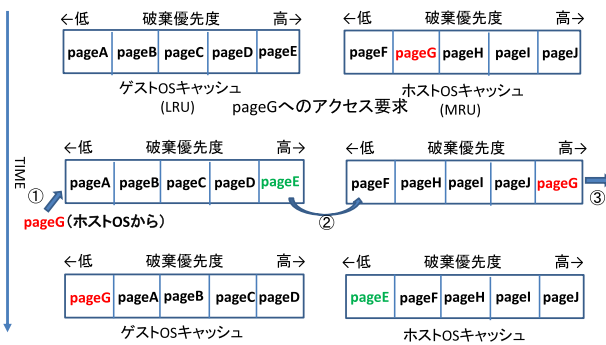 ←低 破棄優先度 高→ ←低 破棄優先度 高→
pageA pageB pageC pageD pageE pageF pageG pageH pageI pageJ
ゲストOSキャッシュ ホストOSキャッシュ
(LRU) pageGへのアクセス要求 (MRU)
←低 破棄優先度 高→ ←低 破棄優先度 高→
TIME
① pageA pageB pageC pageD pageE pageF pageH pageI pageJ pageG ③
pageG(ホストOSから) ②
←低 破棄優先度 高→ ←低 破棄優先度 高→
pageG pageA pageB pageC pageD pageE pageF pageH pageI pageJ
ゲストOSキャッシュ ホストOSキャッシュ